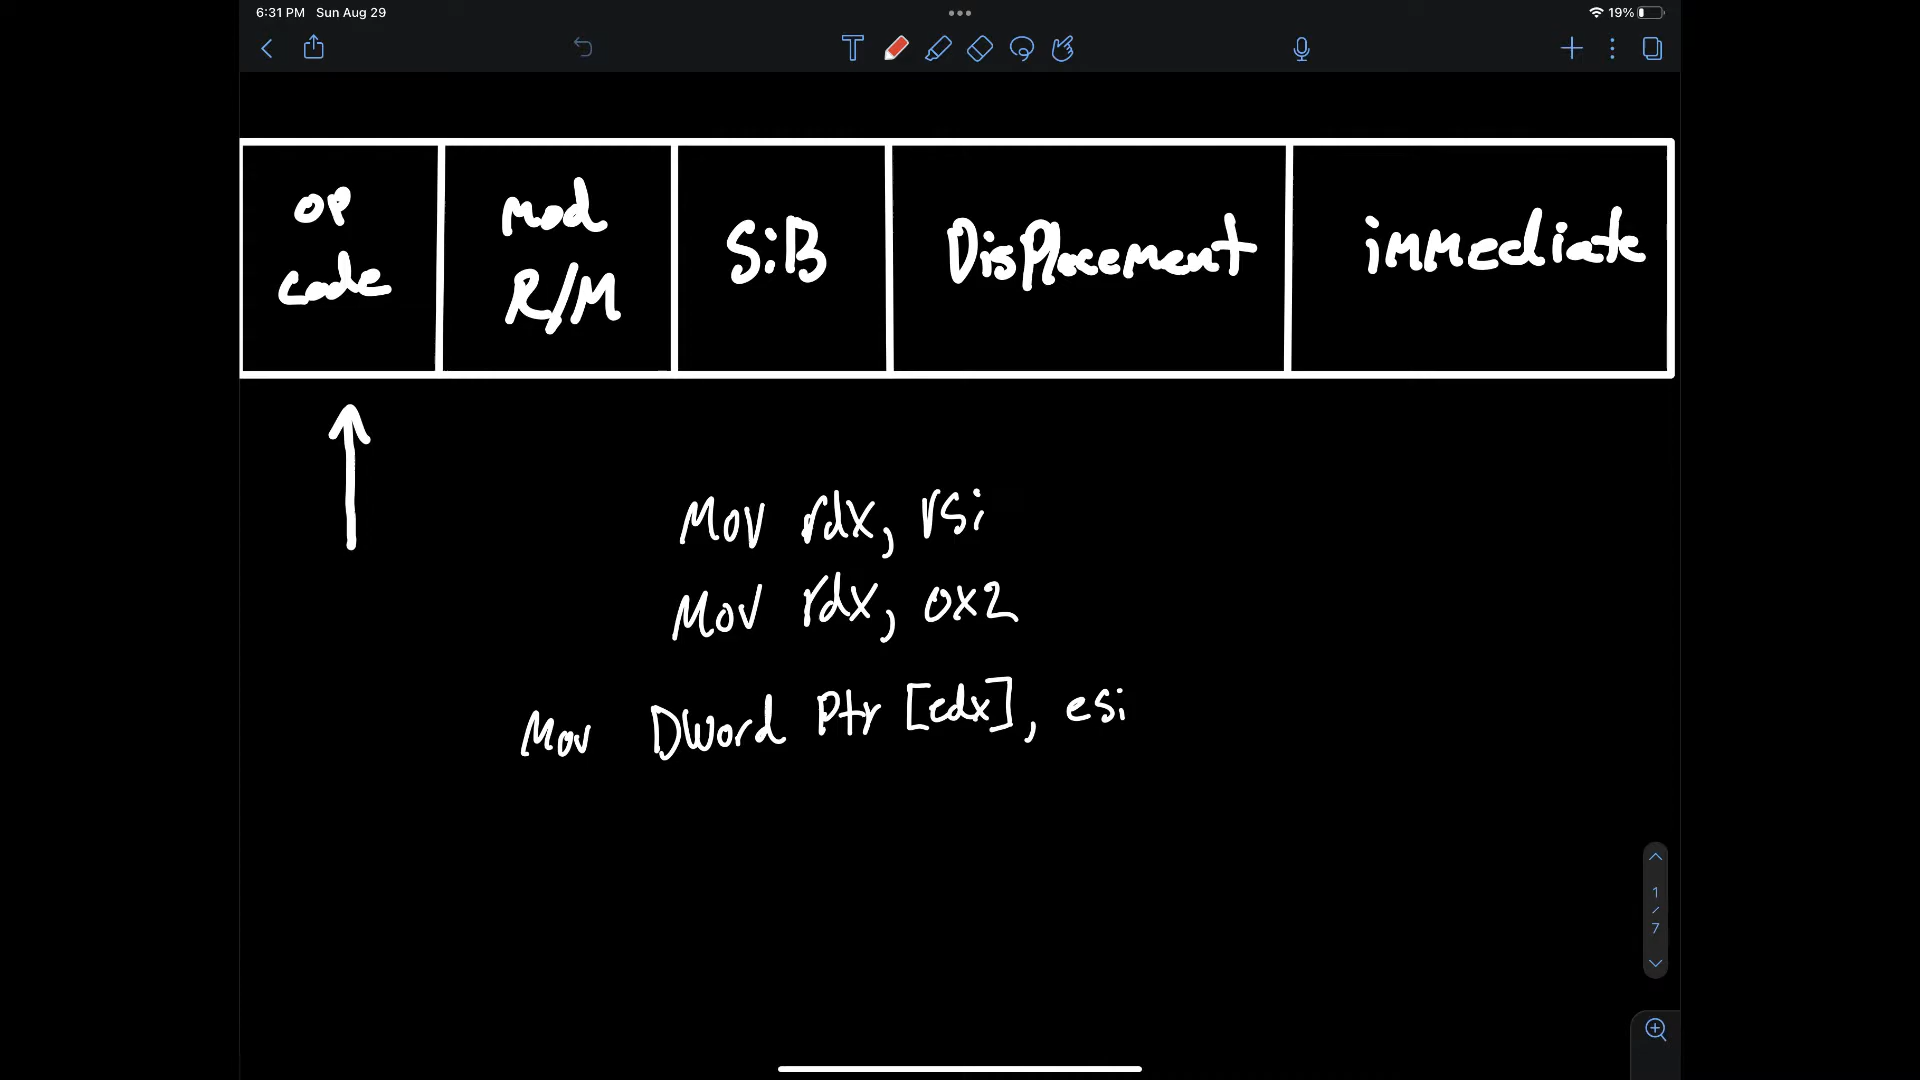 6:31 PM Sun Aug 29
19%
T
OP
code
Mod
R/M
SiB
Displacement
immediate
Mov rdx, rsi
Mov rdx, 0x2
Mov DWord Ptr [edx], esi
1
/
7